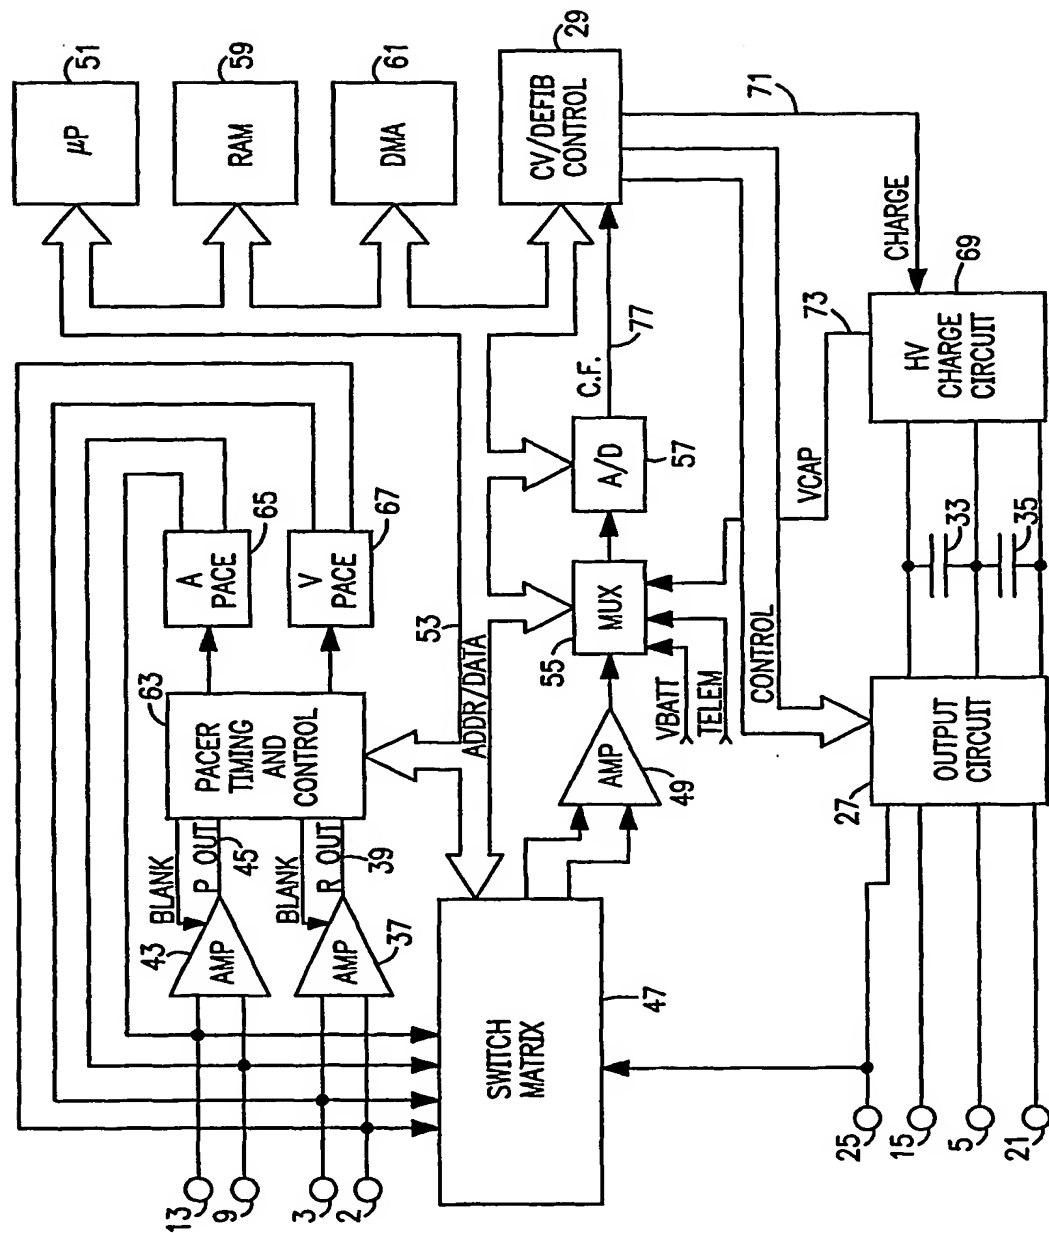 51
µP
59
RAM
61
DMA
29
CV/DEFIB
CONTROL
71
CHARGE
69
HV
CHARGE
CIRCUIT
73
VCAP
77
C.F.
A/D
57
65
A
PACE
67
V
PACE
53
ADDR/DATA
MUX
55
VBATT
TELEM
CONTROL
33
35
63
PACER
TIMING
AND
CONTROL
BLANK
P OUT
45
BLANK
R OUT
39
43
AMP
37
AMP
AMP
49
27
OUTPUT
CIRCUIT
SWITCH
MATRIX
47
13
9
3
2
25
15
5
21